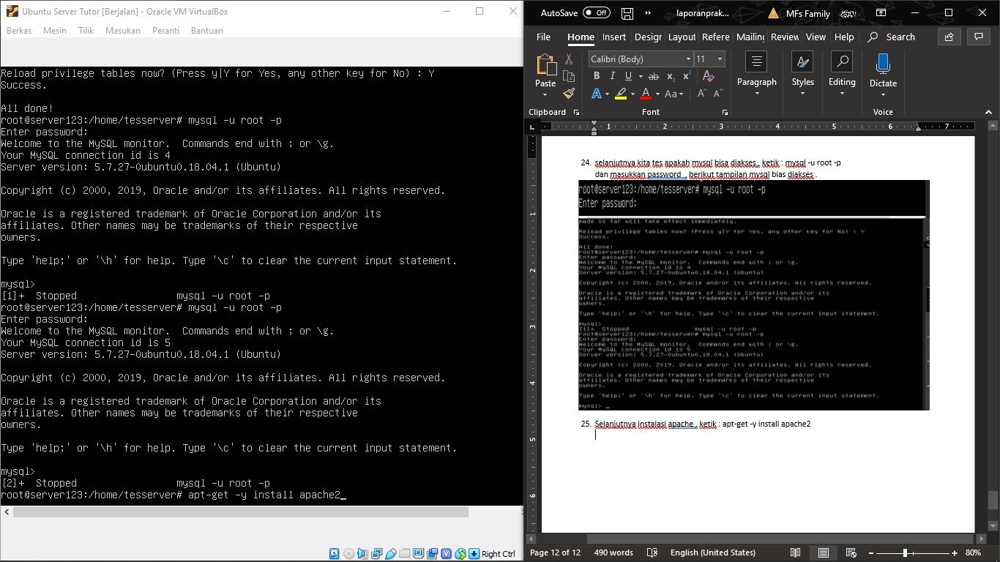 Ubuntu Server Tutor [Berjalan] - Oracle VM VirtualBox
Berkas Mesin Tilik Masukan Peranti Bantuan
Reload privilege tables now? (Press y|Y for Yes, any other key for No) : Y
Success.
All done!
root@server123:/home/tesserver# mysql -u root -p
Enter password:
Welcome to the MySQL monitor.  Commands end with ; or \g.
Your MySQL connection id is 4
Server version: 5.7.27-0ubuntu0.18.04.1 (Ubuntu)
Copyright (c) 2000, 2019, Oracle and/or its affiliates. All rights reserved.
Oracle is a registered trademark of Oracle Corporation and/or its
affiliates. Other names may be trademarks of their respective
owners.
Type 'help;' or '\h' for help. Type '\c' to clear the current input statement.
mysql>
[1]+  Stopped                 mysql -u root -p
root@server123:/home/tesserver# mysql -u root -p
Enter password:
Welcome to the MySQL monitor.  Commands end with ; or \g.
Your MySQL connection id is 5
Server version: 5.7.27-0ubuntu0.18.04.1 (Ubuntu)
Copyright (c) 2000, 2019, Oracle and/or its affiliates. All rights reserved.
Oracle is a registered trademark of Oracle Corporation and/or its
affiliates. Other names may be trademarks of their respective
owners.
Type 'help;' or '\h' for help. Type '\c' to clear the current input statement.
mysql>
[2]+  Stopped                 mysql -u root -p
root@server123:/home/tesserver# apt-get -y install apache2_
Right Ctrl
AutoSave Off laporanprak... MFs Family
File Home Insert Desigr Layout Refere Mailing Review View Help Search
Calibri (Body) 11
B I U ab x₂ x² A
A A Aa A A
Paste Paragraph Styles Editing Dictate
Clipboard Font Voice
1 2 3 4 5 6 7
24. selanjutnya kita tes apakah mysql bisa diakses , ketik : mysql -u root -p
dan masukkan password , berikut tampilan mysql bias diakses .
root@server123:/home/tesserver# mysql -u root -p
Enter password:
made so far will take effect immediately.
Reload privilege tables now? (Press y|Y for Yes, any other key for No) : Y
Success.
All done!
root@server123:/home/tesserver# mysql -u root -p
Enter password:
Welcome to the MySQL monitor.  Commands end with ; or \g.
Your MySQL connection id is 4
Server version: 5.7.27-0ubuntu0.18.04.1 (Ubuntu)
Copyright (c) 2000, 2019, Oracle and/or its affiliates. All rights reserved.
Oracle is a registered trademark of Oracle Corporation and/or its
affiliates. Other names may be trademarks of their respective
owners.
Type 'help;' or '\h' for help. Type '\c' to clear the current input statement.
mysql>
[1]+  Stopped                 mysql -u root -p
root@server123:/home/tesserver# mysql -u root -p
Enter password:
Welcome to the MySQL monitor.  Commands end with ; or \g.
Your MySQL connection id is 5
Server version: 5.7.27-0ubuntu0.18.04.1 (Ubuntu)
Copyright (c) 2000, 2019, Oracle and/or its affiliates. All rights reserved.
Oracle is a registered trademark of Oracle Corporation and/or its
affiliates. Other names may be trademarks of their respective
owners.
Type 'help;' or '\h' for help. Type '\c' to clear the current input statement.
mysql> _
25. Selanjutnya instalasi apache , ketik : apt-get -y install apache2
1
2
3
4
5
6
Page 12 of 12 490 words English (United States) 80%